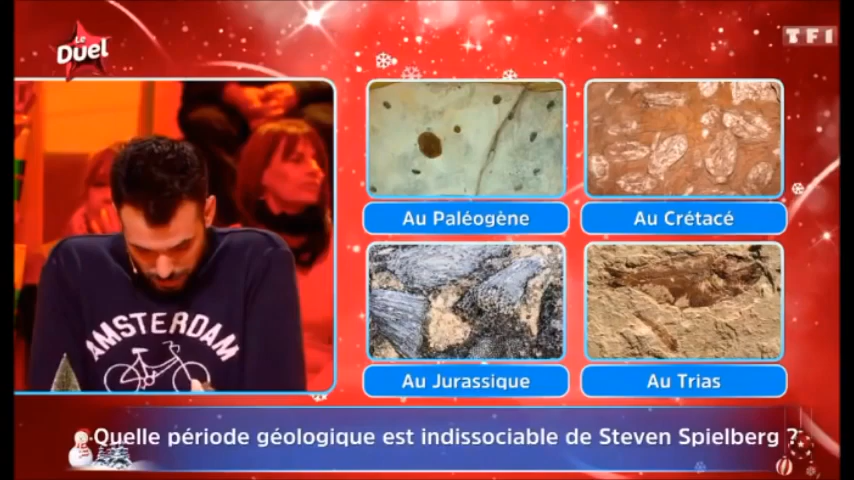 Le
Duel
TF1
Au Paléogène
Au Crétacé
AMSTERDAM
Au Jurassique
Au Trias
Quelle période géologique est indissociable de Steven Spielberg ?